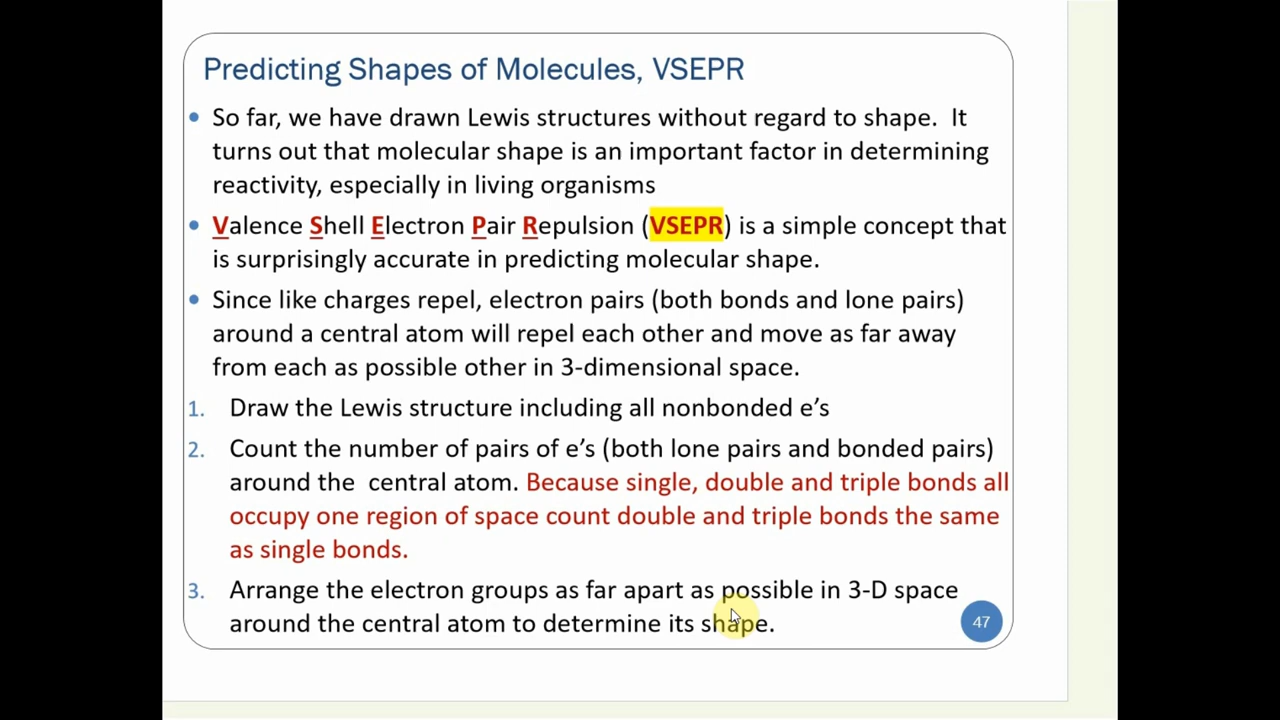 Predicting Shapes of Molecules, VSEPR
• So far, we have drawn Lewis structures without regard to shape.  It
turns out that molecular shape is an important factor in determining
reactivity, especially in living organisms
• Valence Shell Electron Pair Repulsion (VSEPR) is a simple concept that
is surprisingly accurate in predicting molecular shape.
• Since like charges repel, electron pairs (both bonds and lone pairs)
around a central atom will repel each other and move as far away
from each as possible other in 3-dimensional space.
1. Draw the Lewis structure including all nonbonded e’s
2. Count the number of pairs of e’s (both lone pairs and bonded pairs)
around the  central atom. Because single, double and triple bonds all
occupy one region of space count double and triple bonds the same
as single bonds.
3. Arrange the electron groups as far apart as possible in 3-D space
around the central atom to determine its shape.
47